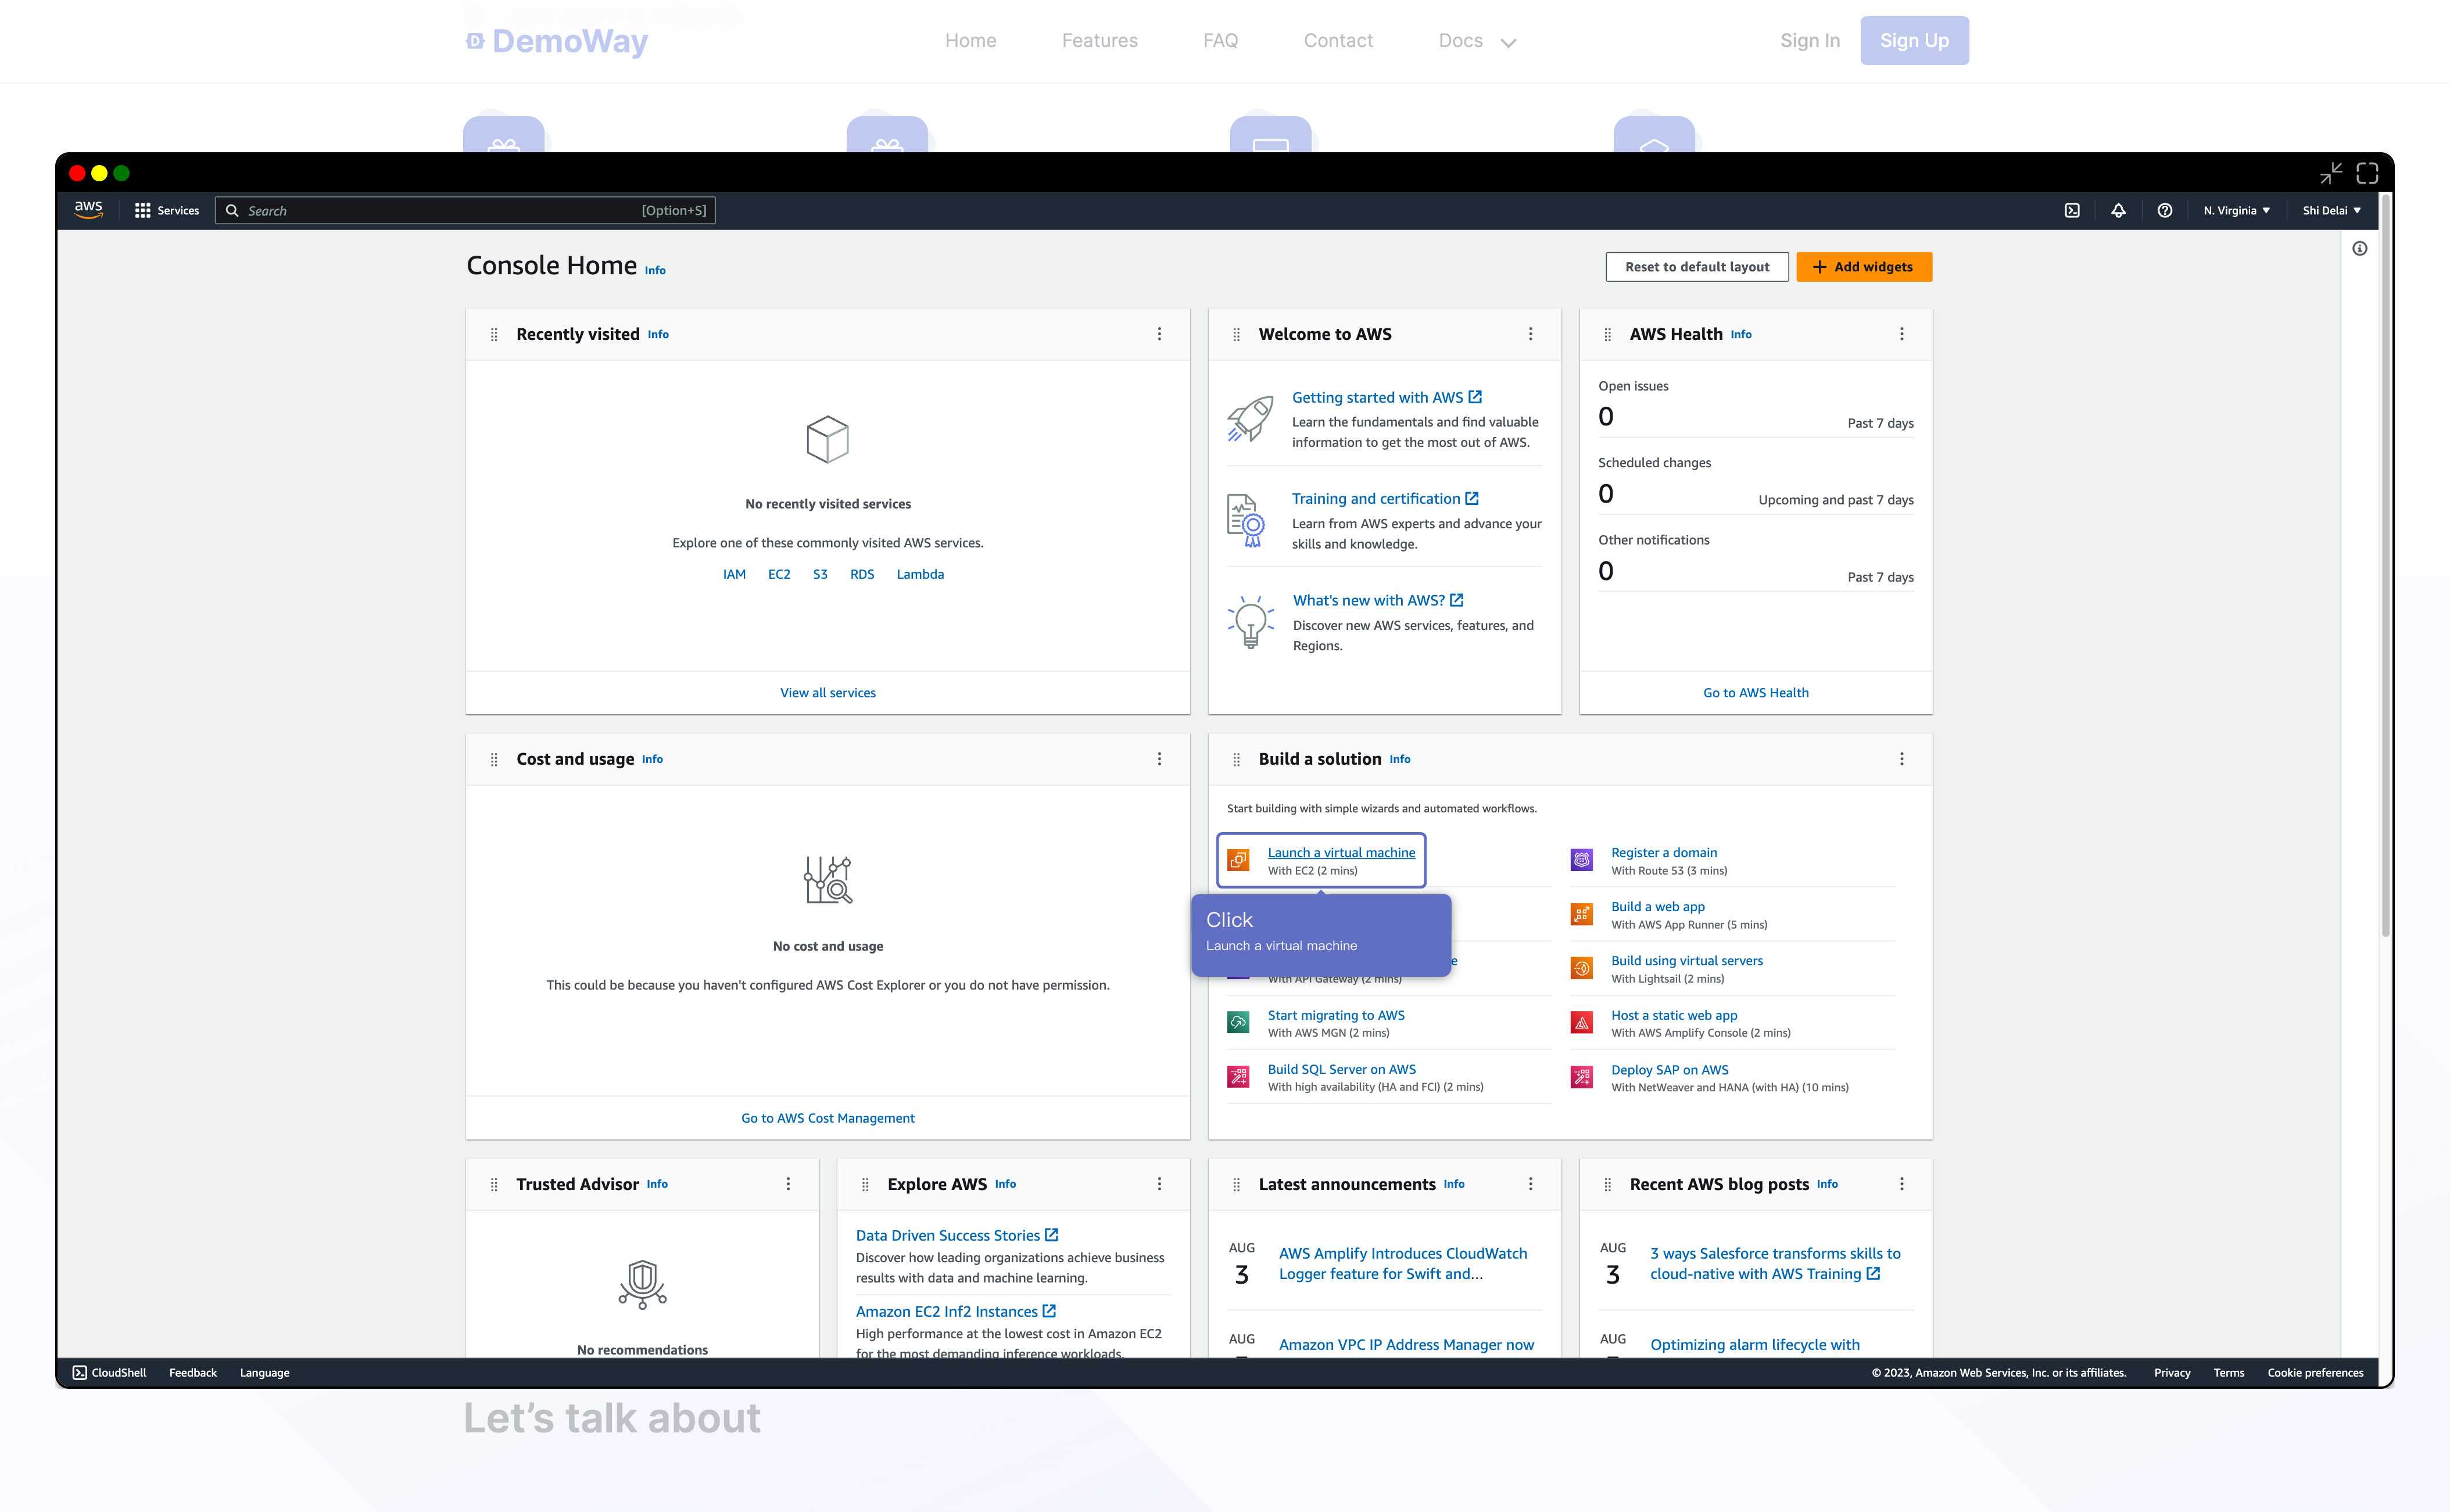 DemoWay
Home
Features
FAQ
Contact
Docs
Sign In
Sign Up
aws
Services
Search
[Option+S]
N. Virginia
Shi Delai
Console Home Info
Reset to default layout
Add widgets
Recently visited Info
No recently visited services
Explore one of these commonly visited AWS services.
IAM EC2 S3 RDS Lambda
View all services
Welcome to AWS
Getting started with AWS
Learn the fundamentals and find valuable
information to get the most out of AWS.
Training and certification
Learn from AWS experts and advance your
skills and knowledge.
What's new with AWS?
Discover new AWS services, features, and
Regions.
AWS Health Info
Open issues
0
Past 7 days
Scheduled changes
0
Upcoming and past 7 days
Other notifications
0
Past 7 days
Go to AWS Health
Cost and usage Info
No cost and usage
This could be because you haven't configured AWS Cost Explorer or you do not have permission.
Go to AWS Cost Management
Build a solution Info
Start building with simple wizards and automated workflows.
Launch a virtual machine
With EC2 (2 mins)
Click
Launch a virtual machine
With API Gateway (2 mins)
Start migrating to AWS
With AWS MGN (2 mins)
Build SQL Server on AWS
With high availability (HA and FCI) (2 mins)
Register a domain
With Route 53 (3 mins)
Build a web app
With AWS App Runner (5 mins)
Build using virtual servers
With Lightsail (2 mins)
Host a static web app
With AWS Amplify Console (2 mins)
Deploy SAP on AWS
With NetWeaver and HANA (with HA) (10 mins)
Trusted Advisor Info
No recommendations
Explore AWS Info
Data Driven Success Stories
Discover how leading organizations achieve business
results with data and machine learning.
Amazon EC2 Inf2 Instances
High performance at the lowest cost in Amazon EC2
for the most demanding inference workloads.
Latest announcements Info
AUG
3
AWS Amplify Introduces CloudWatch
Logger feature for Swift and...
AUG
Amazon VPC IP Address Manager now
Recent AWS blog posts Info
AUG
3
3 ways Salesforce transforms skills to
cloud-native with AWS Training
AUG
Optimizing alarm lifecycle with
CloudShell
Feedback
Language
© 2023, Amazon Web Services, Inc. or its affiliates.
Privacy
Terms
Cookie preferences
Let's talk about